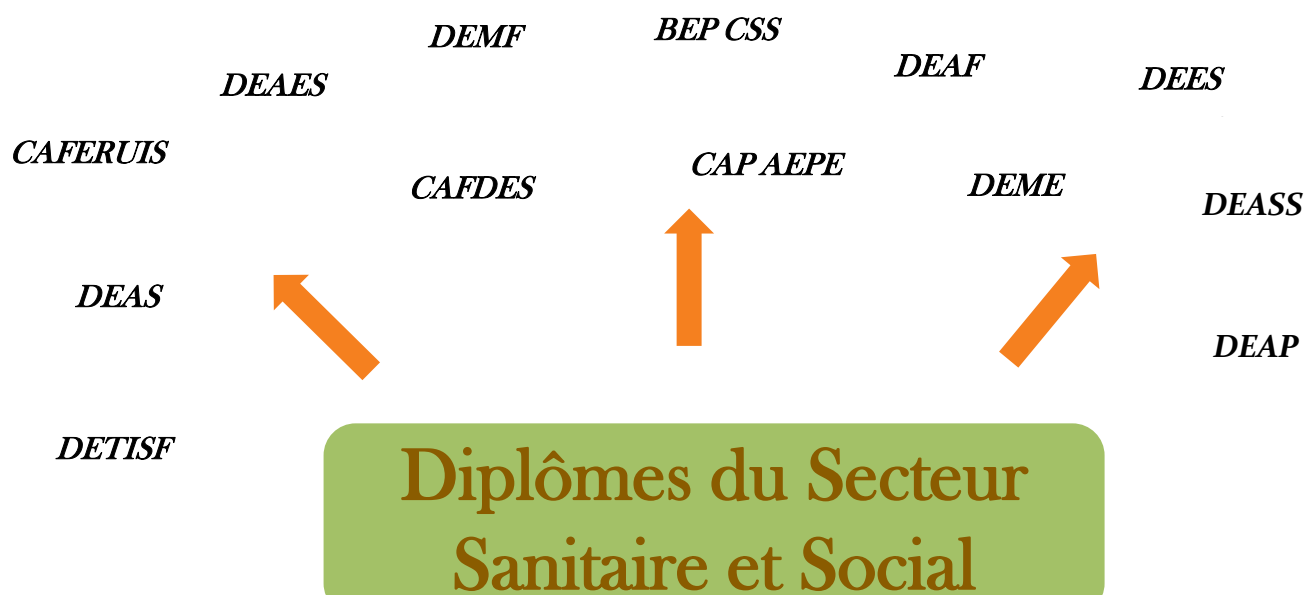 DEMF
BEP CSS
DEAF
DEES
DEAES
CAFERUIS
CAFDES
CAP AEPE
DEME
DEASS
DEAS
DEAP
DETISF
Diplômes du Secteur
Sanitaire et Social